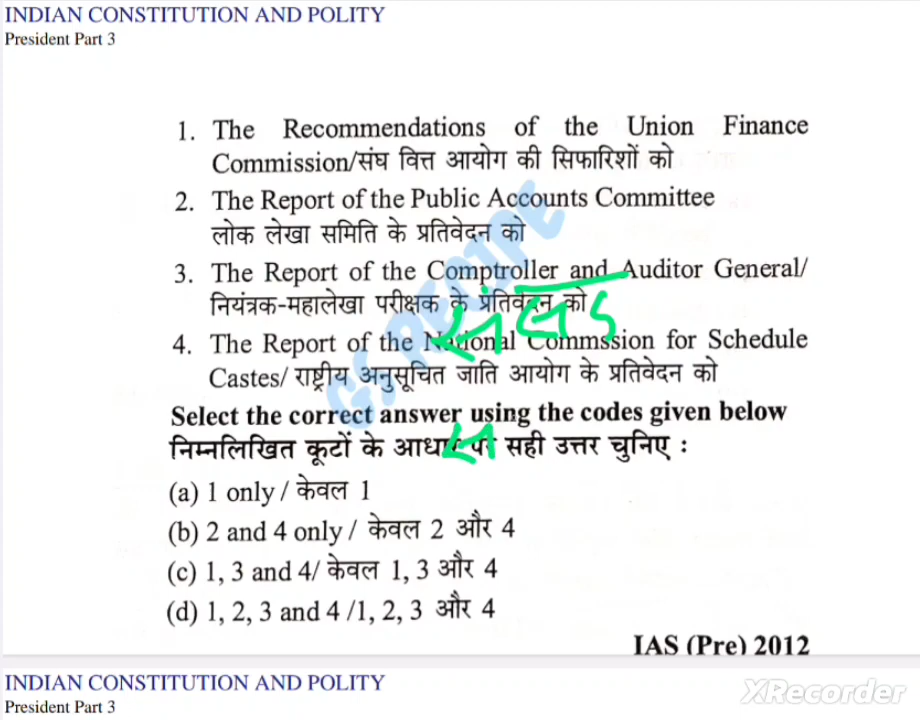 INDIAN CONSTITUTION AND POLITY
President Part 3
1. The Recommendations of the Union Finance
Commission/संघ वित्त आयोग की सिफारिशों को
2. The Report of the Public Accounts Committee
लोक लेखा समिति के प्रतिवेदन को
3. The Report of the Comptroller and Auditor General/
नियंत्रक-महालेखा परीक्षक के प्रतिवेदन को
4. The Report of the National Commssion for Schedule
Castes/ राष्ट्रीय अनुसूचित जाति आयोग के प्रतिवेदन को
Select the correct answer using the codes given below
निम्नलिखित कूटों के आधार पर सही उत्तर चुनिए :
(a) 1 only / केवल 1
(b) 2 and 4 only / केवल 2 और 4
(c) 1, 3 and 4/ केवल 1, 3 और 4
(d) 1, 2, 3 and 4 /1, 2, 3 और 4
IAS (Pre) 2012
INDIAN CONSTITUTION AND POLITY
President Part 3
GS RECIPE
XRecorder